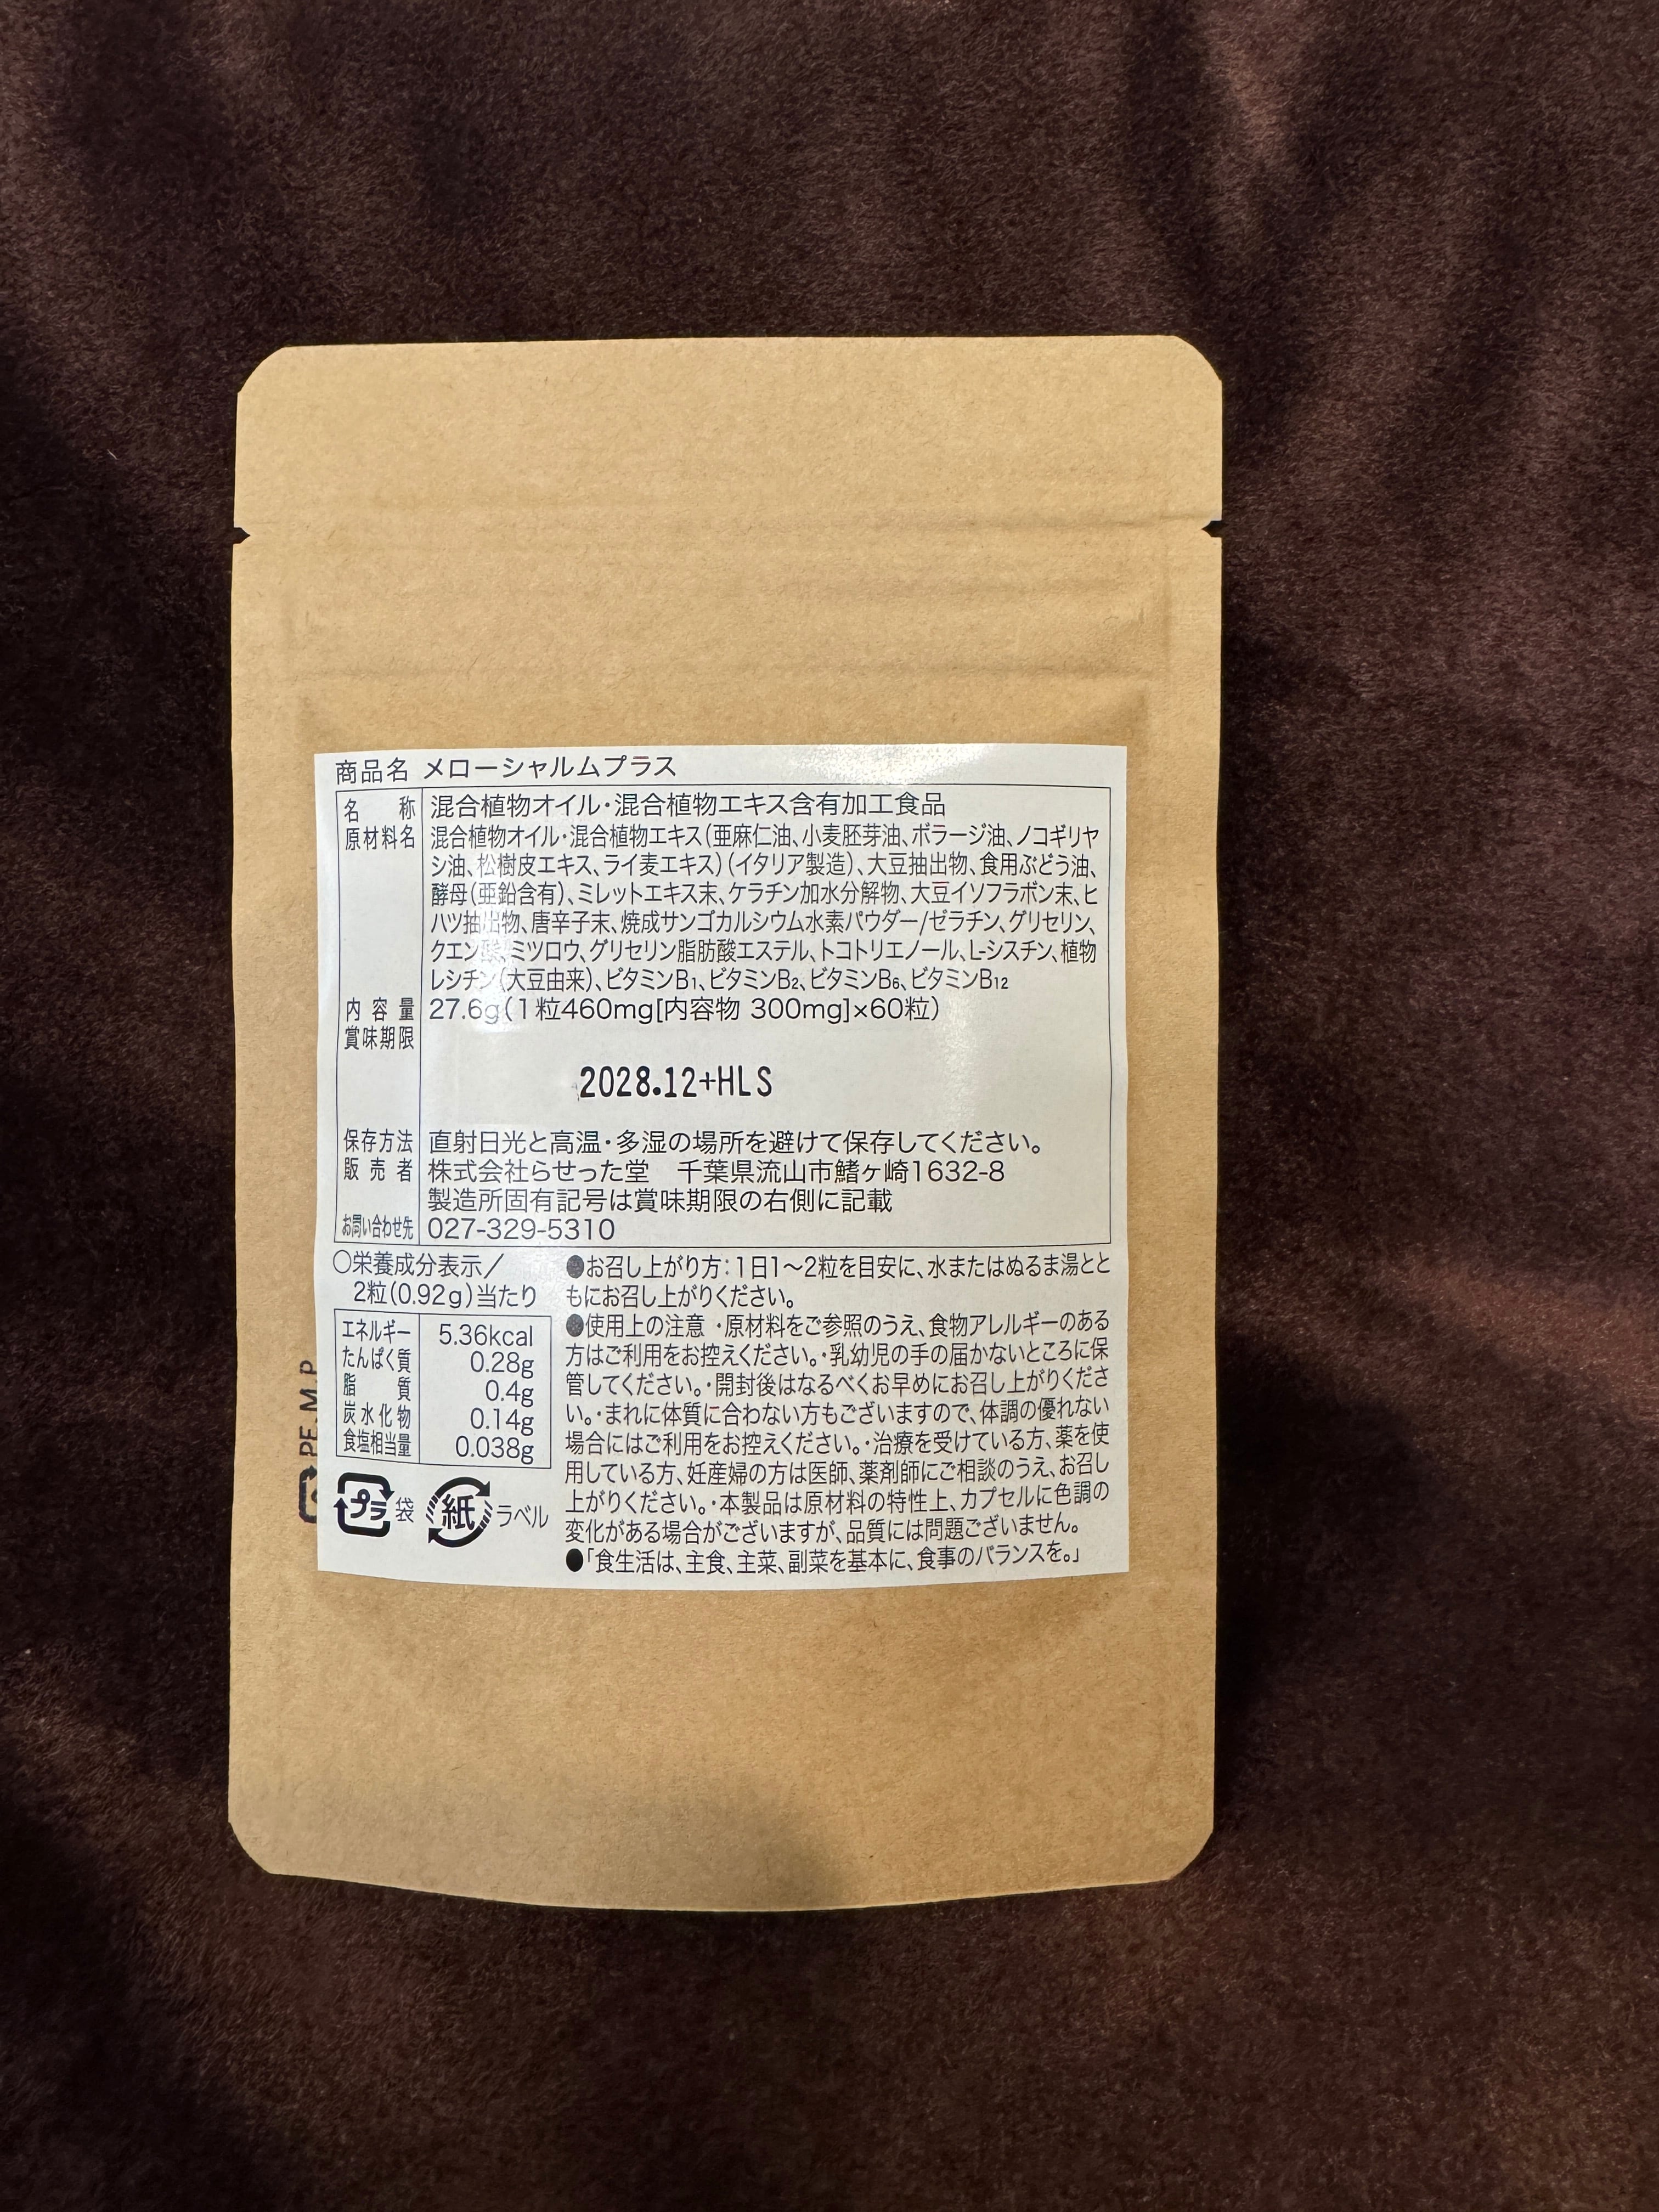 商品名 メローシャルムプラス
名称 混合植物オイル・混合植物エキス含有加工食品
原材料名 混合植物オイル・混合植物エキス(亜麻仁油、小麦胚芽油、ボラージ油、ノコギリヤ
シ油、松樹皮エキス、ライ麦エキス)(イタリア製造)、大豆抽出物、食用ぶどう油、
酵母(亜鉛含有)、ミレットエキス末、ケラチン加水分解物、大豆イソフラボン末、ヒ
ハツ抽出物、唐辛子末、焼成サンゴカルシウム水素パウダー/ゼラチン、グリセリン、
クエン酸、ミツロウ、グリセリン脂肪酸エステル、トコトリエノール、L-シスチン、植物
レシチン(大豆由来)、ビタミンB₁、ビタミンB₂、ビタミンB₆、ビタミンB₁₂
内容量 27.6g(1粒460mg[内容物 300mg]×60粒)
賞味期限
2028.12+HLS
保存方法 直射日光と高温・多湿の場所を避けて保存してください。
販売者 株式会社らせった堂 千葉県流山市鰭ヶ崎1632-8
製造所固有記号は賞味期限の右側に記載
お問い合わせ先 027-329-5310
○栄養成分表示/
2粒(0.92g)当たり
エネルギー 5.36kcal
たんぱく質 0.28g
脂質 0.4g
炭水化物 0.14g
食塩相当量 0.038g
プラ 袋 紙 ラベル
●お召し上がり方:1日1～2粒を目安に、水またはぬるま湯とと
もにお召し上がりください。
●使用上の注意 ・原材料をご参照のうえ、食物アレルギーのある
方はご利用をお控えください。・乳幼児の手の届かないところに保
管してください。・開封後はなるべくお早めにお召し上がりくださ
い。・まれに体質に合わない方もございますので、体調の優れない
場合にはご利用をお控えください。・治療を受けている方、薬を使
用している方、妊産婦の方は医師、薬剤師にご相談のうえ、お召し
上がりください。・本製品は原材料の特性上、カプセルに色調の
変化がある場合がございますが、品質には問題ございません。
●「食生活は、主食、主菜、副菜を基本に、食事のバランスを。」
PE.M.P